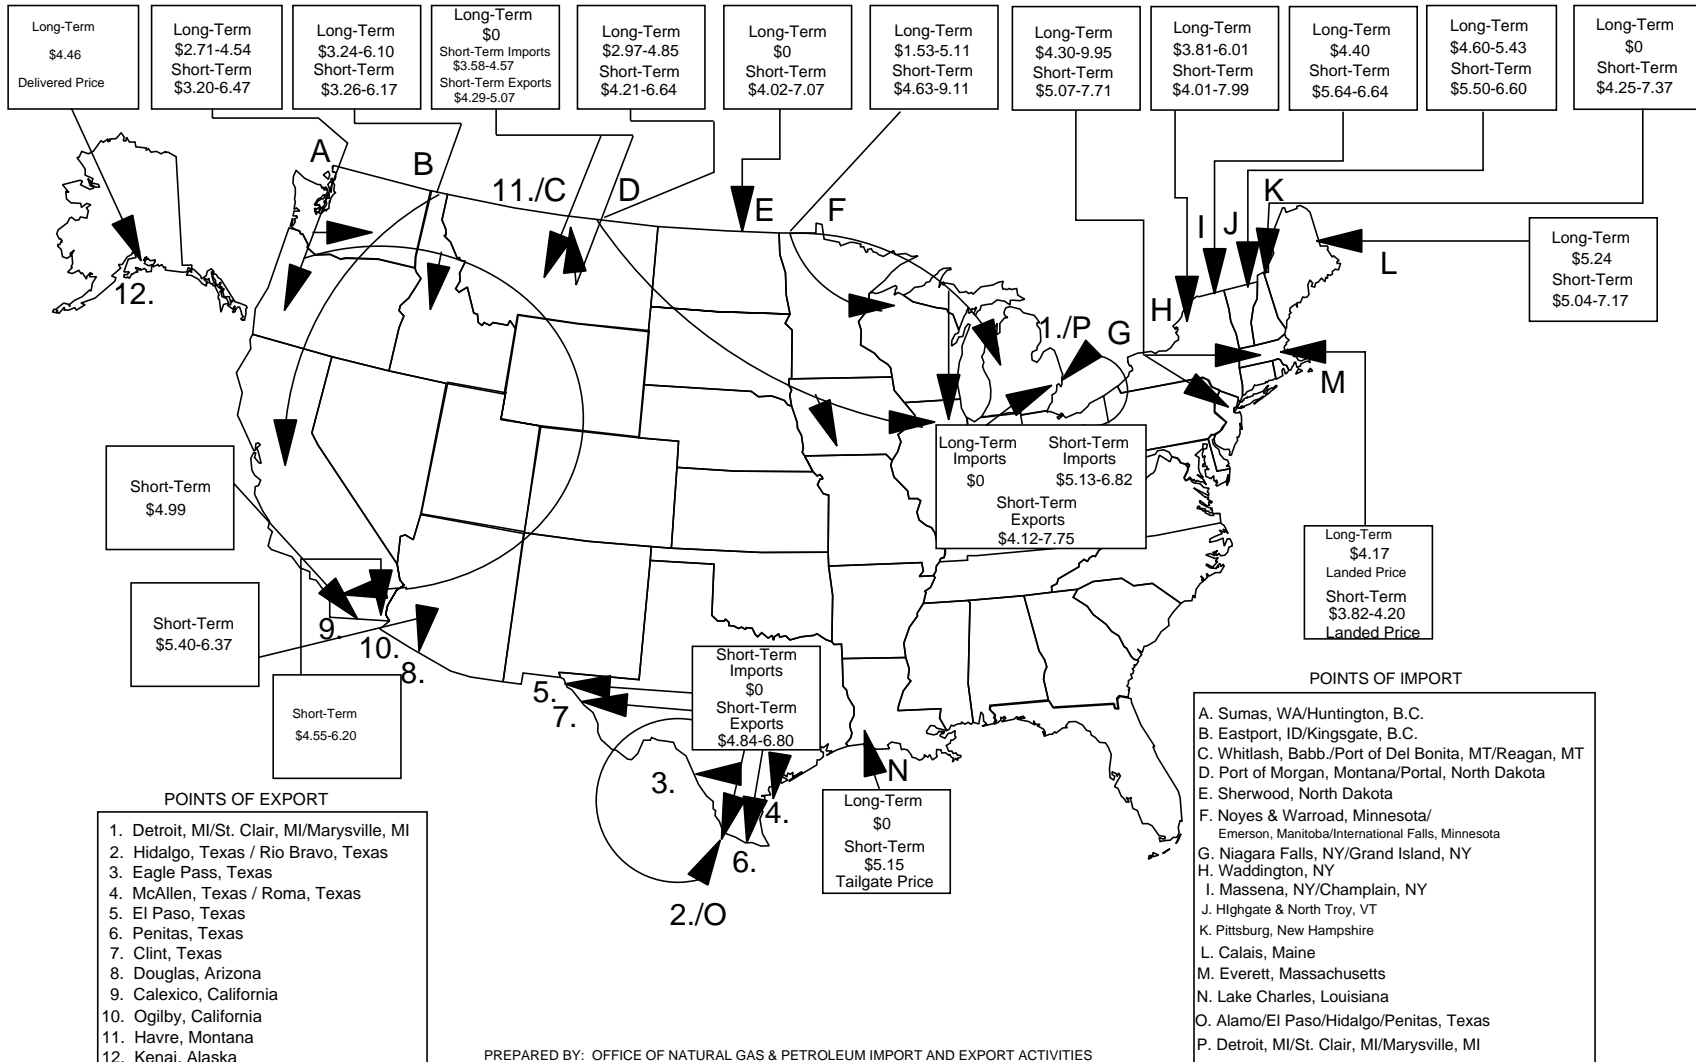 Long-Term
$4.46
Delivered Price
Long-Term
$2.71-4.54
Short-Term
$3.20-6.47
Long-Term
$3.24-6.10
Short-Term
$3.26-6.17
Long-Term
$0
Short-Term Imports
$3.58-4.57
Short-Term Exports
$4.29-5.07
Long-Term
$2.97-4.85
Short-Term
$4.21-6.64
Long-Term
$0
Short-Term
$4.02-7.07
Long-Term
$1.53-5.11
Short-Term
$4.63-9.11
Long-Term
$4.30-9.95
Short-Term
$5.07-7.71
Long-Term
$3.81-6.01
Short-Term
$4.01-7.99
Long-Term
$4.40
Short-Term
$5.64-6.64
Long-Term
$4.60-5.43
Short-Term
$5.50-6.60
Long-Term
$0
Short-Term
$4.25-7.37
A
B
11./C
D
E
F
I
J
K
L
12.
H
1./P
G
M
Long-Term
$5.24
Short-Term
$5.04-7.17
Long-Term
Imports
$0
Short-Term
Imports
$5.13-6.82
Short-Term
Exports
$4.12-7.75
Short-Term
$4.99
Short-Term
$5.40-6.37
Short-Term
$4.55-6.20
9.
10.
8.
5.
7.
3.
4.
6.
2./O
N
Short-Term
Imports
$0
Short-Term
Exports
$4.84-6.80
Long-Term
$0
Short-Term
$5.15
Tailgate Price
Long-Term
$4.17
Landed Price
Short-Term
$3.82-4.20
Landed Price
POINTS OF EXPORT
1. Detroit, MI/St. Clair, MI/Marysville, MI
2. Hidalgo, Texas / Rio Bravo, Texas
3. Eagle Pass, Texas
4. McAllen, Texas / Roma, Texas
5. El Paso, Texas
6. Penitas, Texas
7. Clint, Texas
8. Douglas, Arizona
9. Calexico, California
10. Ogilby, California
11. Havre, Montana
12. Kenai, Alaska
POINTS OF IMPORT
A. Sumas, WA/Huntington, B.C.
B. Eastport, ID/Kingsgate, B.C.
C. Whitlash, Babb./Port of Del Bonita, MT/Reagan, MT
D. Port of Morgan, Montana/Portal, North Dakota
E. Sherwood, North Dakota
F. Noyes & Warroad, Minnesota/
Emerson, Manitoba/International Falls, Minnesota
G. Niagara Falls, NY/Grand Island, NY
H. Waddington, NY
I. Massena, NY/Champlain, NY
J. HIghgate & North Troy, VT
K. Pittsburg, New Hampshire
L. Calais, Maine
M. Everett, Massachusetts
N. Lake Charles, Louisiana
O. Alamo/El Paso/Hidalgo/Penitas, Texas
P. Detroit, MI/St. Clair, MI/Marysville, MI
PREPARED BY: OFFICE OF NATURAL GAS & PETROLEUM IMPORT AND EXPORT ACTIVITIES